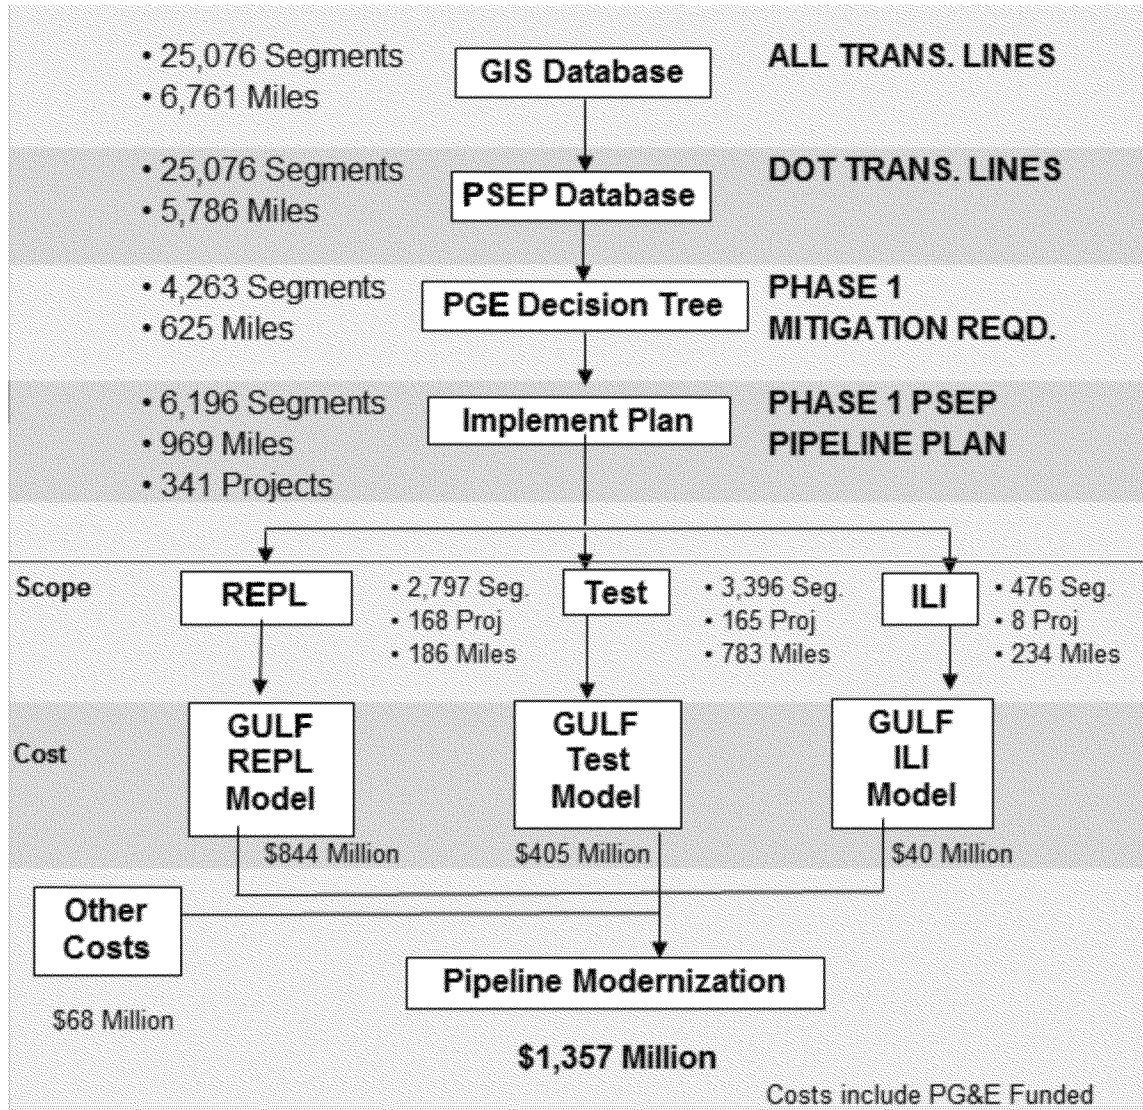 • 25,076 Segments
• 6,761 Miles
GIS Database
ALL TRANS. LINES
• 25,076 Segments
• 5,786 Miles
PSEP Database
DOT TRANS. LINES
• 4,263 Segments
• 625 Miles
PGE Decision Tree
PHASE 1
MITIGATION REQD.
• 6,196 Segments
• 969 Miles
• 341 Projects
Implement Plan
PHASE 1 PSEP
PIPELINE PLAN
Scope
REPL
• 2,797 Seg.
• 168 Proj
• 186 Miles
Test
• 3,396 Seg.
• 165 Proj
• 783 Miles
ILI
• 476 Seg.
• 8 Proj
• 234 Miles
Cost
GULF
REPL
Model
$844 Million
GULF
Test
Model
$405 Million
GULF
ILI
Model
$40 Million
Other
Costs
$68 Million
Pipeline Modernization
$1,357 Million
Costs include PG&E Funded